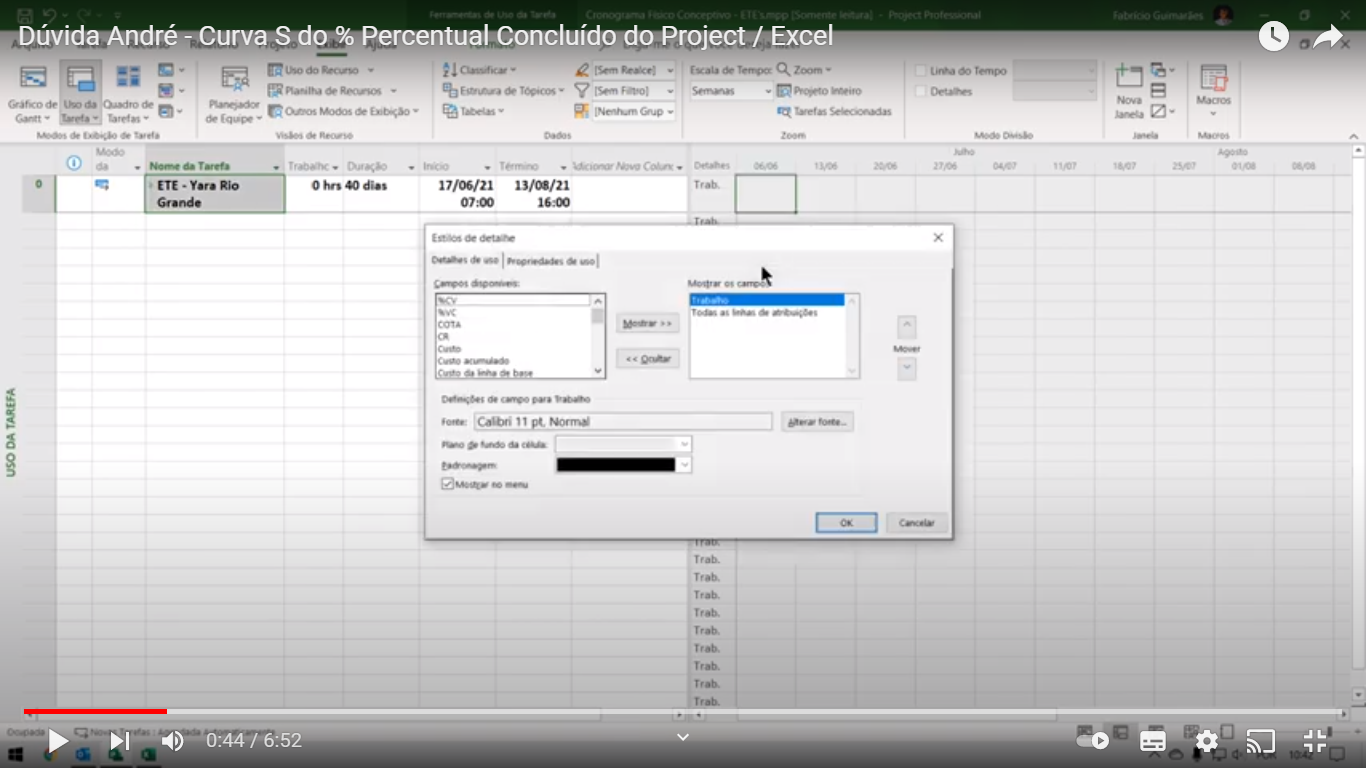 Ferramentas de Uso da Tarefa Cronograma Físico Conceptivo - ETE's.mpp [Somente leitura] - Project Professional Fabrício Guimarães
Dúvida André - Curva S do % Percentual Concluído do Project / Excel
Uso do Recurso Classificar [Sem Realce] Escala de Tempo: Zoom Linha do Tempo
Planilha de Recursos Estrutura de Tópicos [Sem Filtro] Semanas Projeto Inteiro Detalhes
Gráfico de Gantt Uso da Tarefa Quadro de Tarefas Planejador de Equipe Outros Modos de Exibição Tabelas [Nenhum Grup Tarefas Selecionadas Nova Janela Macros
Modos de Exibição de Tarefa Visões de Recurso Dados Zoom Modo Divisão Janela Macros
Modo da Nome da Tarefa Trabalhc Duração Início Término Adicionar Nova Colun Detalhes
Julho Agosto
06/06 13/06 20/06 27/06 04/07 11/07 18/07 25/07 01/08 08/08
0 ETE - Yara Rio Grande 0 hrs 40 dias 17/06/21 07:00 13/08/21 16:00 Trab.
Trab.
Estilos de detalhe
Detalhes de uso Propriedades de uso
Campos disponíveis: Mostrar os campos
%CV
%VC
COTA
CR
Custo
Custo acumulado
Custo da linha de base
Mostrar >>
<< Ocultar
Trabalho
Todas as linhas de atribuições
Mover
Definições de campo para Trabalho
Fonte: Calibri 11 pt, Normal Alterar fonte...
Plano de fundo da célula:
Padronagem:
Mostrar no menu
OK Cancelar
USO DA TAREFA
Trab.
Trab.
Trab.
Trab.
Trab.
Trab.
Trab.
Trab.
Trab.
Trab.
0:44 / 6:52
10:42